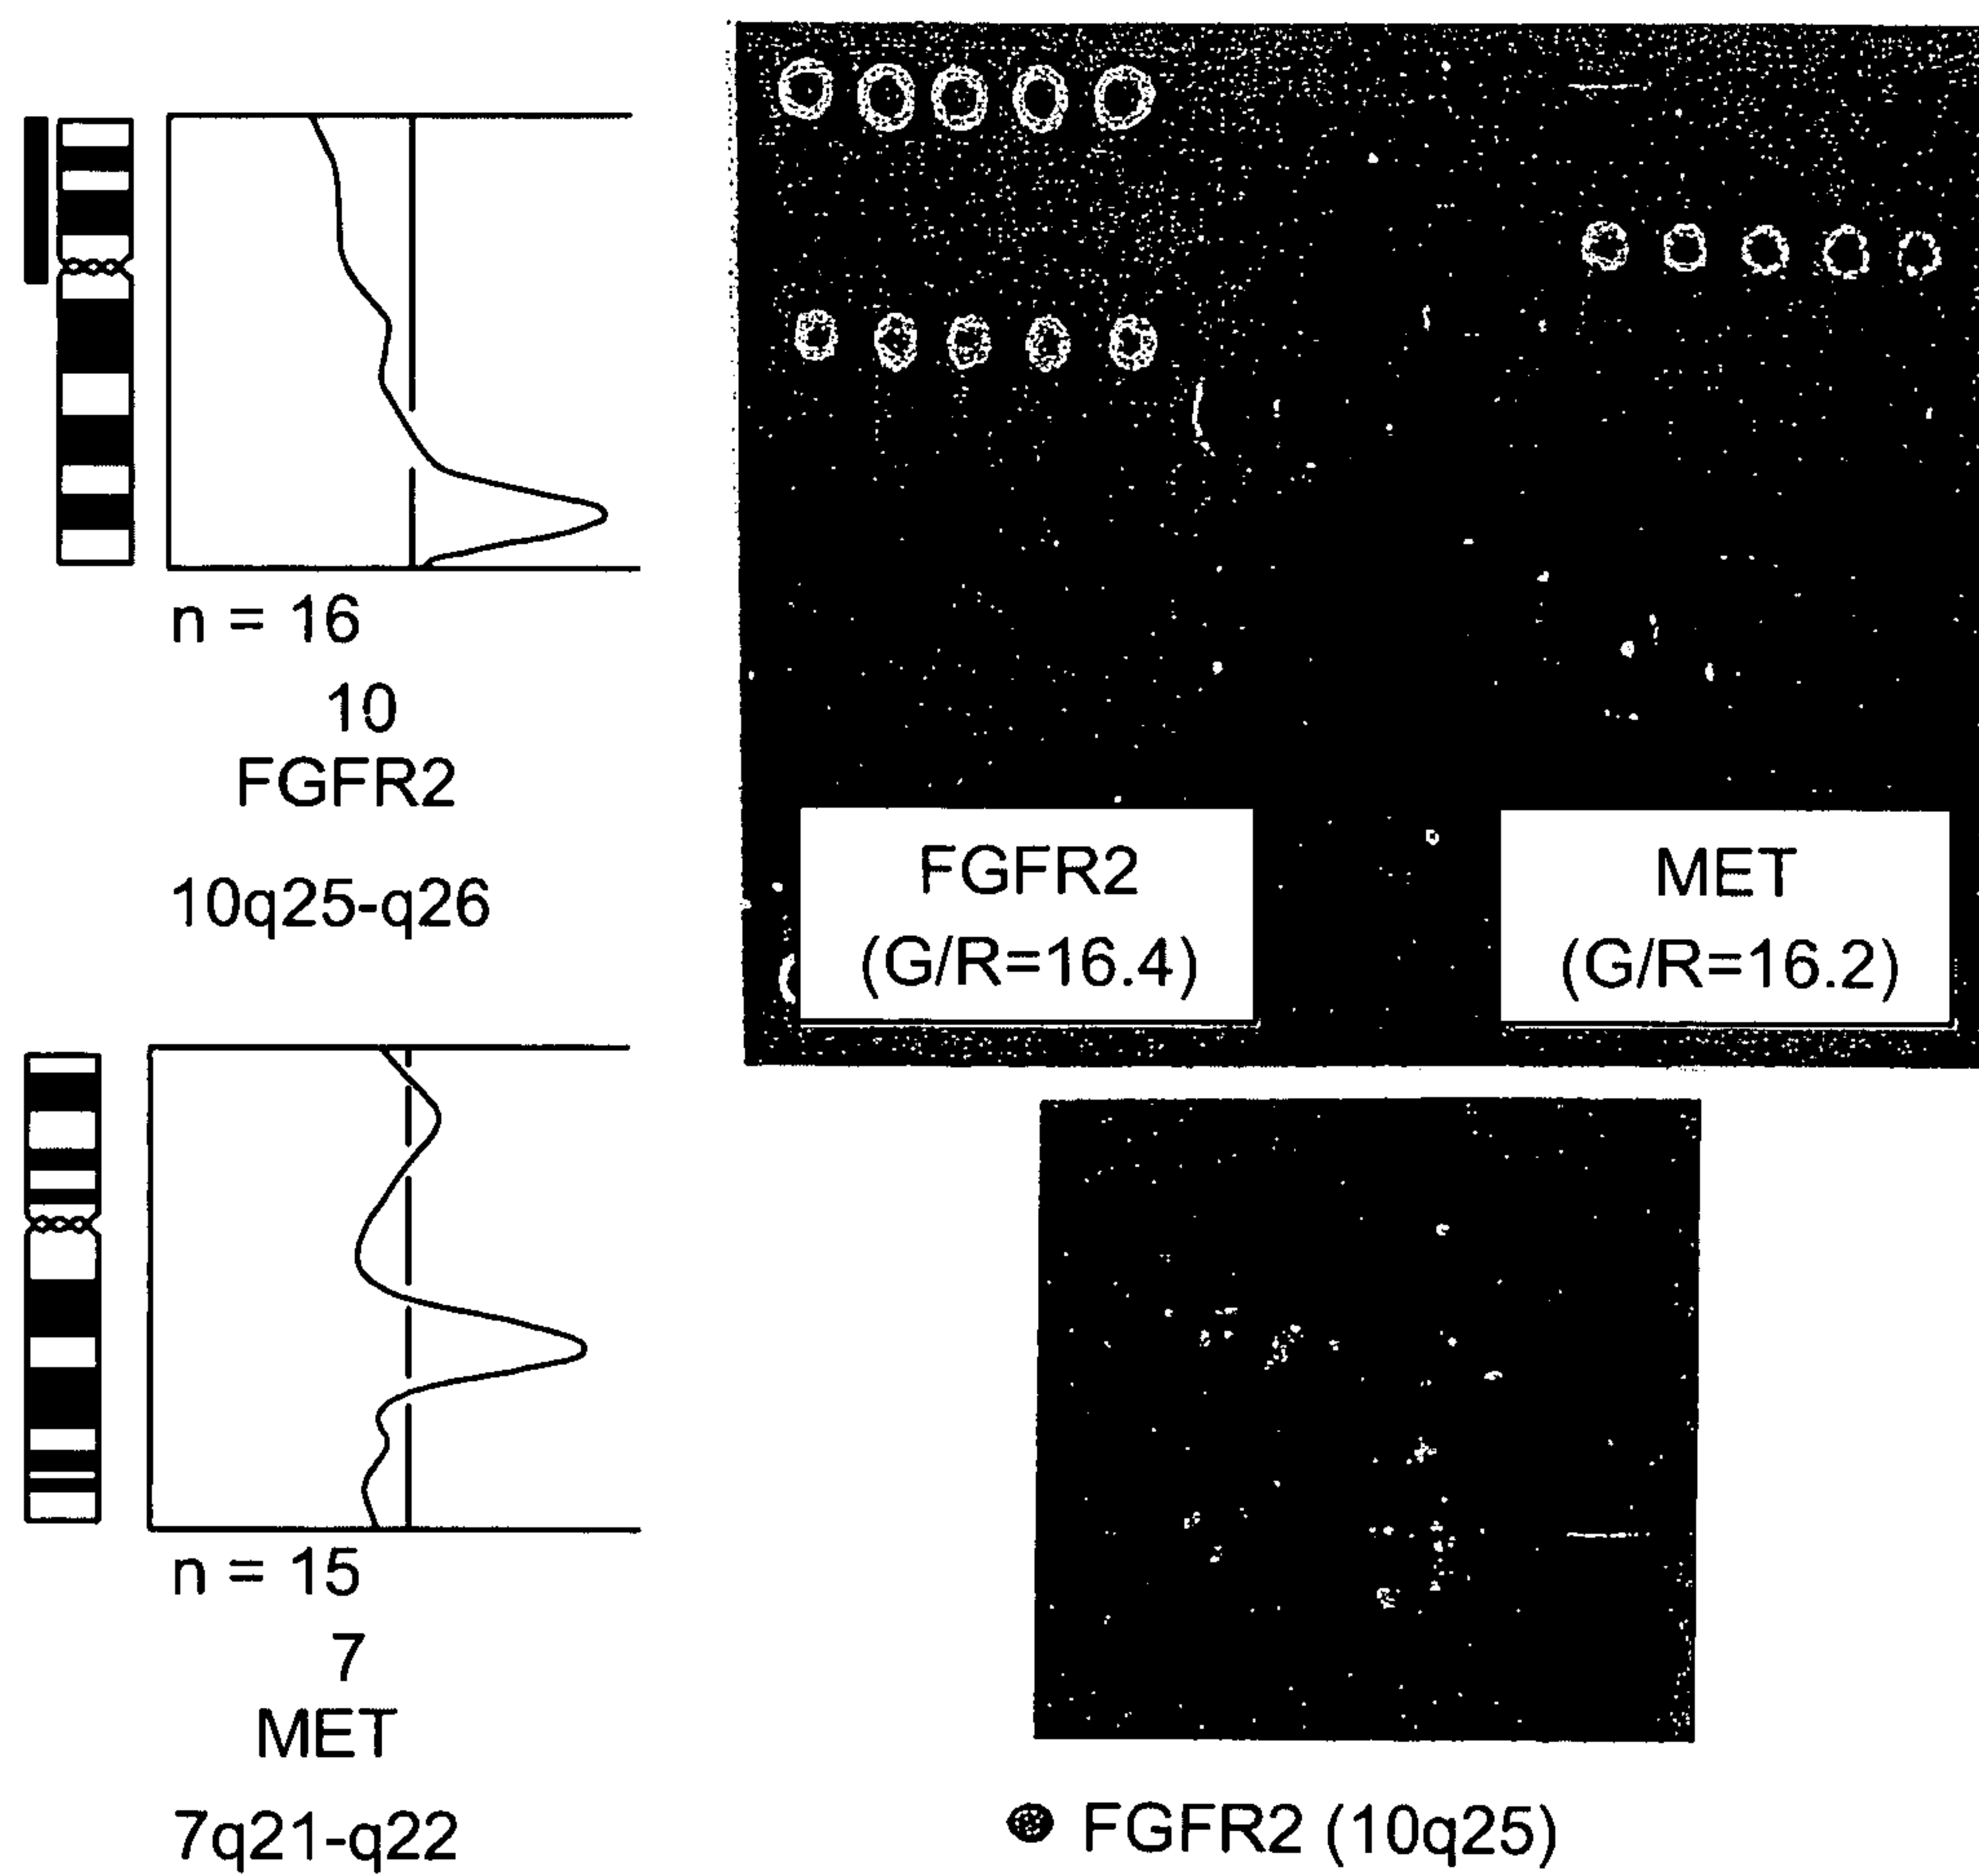 n = 16
10
FGFR2
10q25-q26
FGFR2
(G/R=16.4)
MET
(G/R=16.2)
n = 15
7
MET
7q21-q22
FGFR2 (10q25)